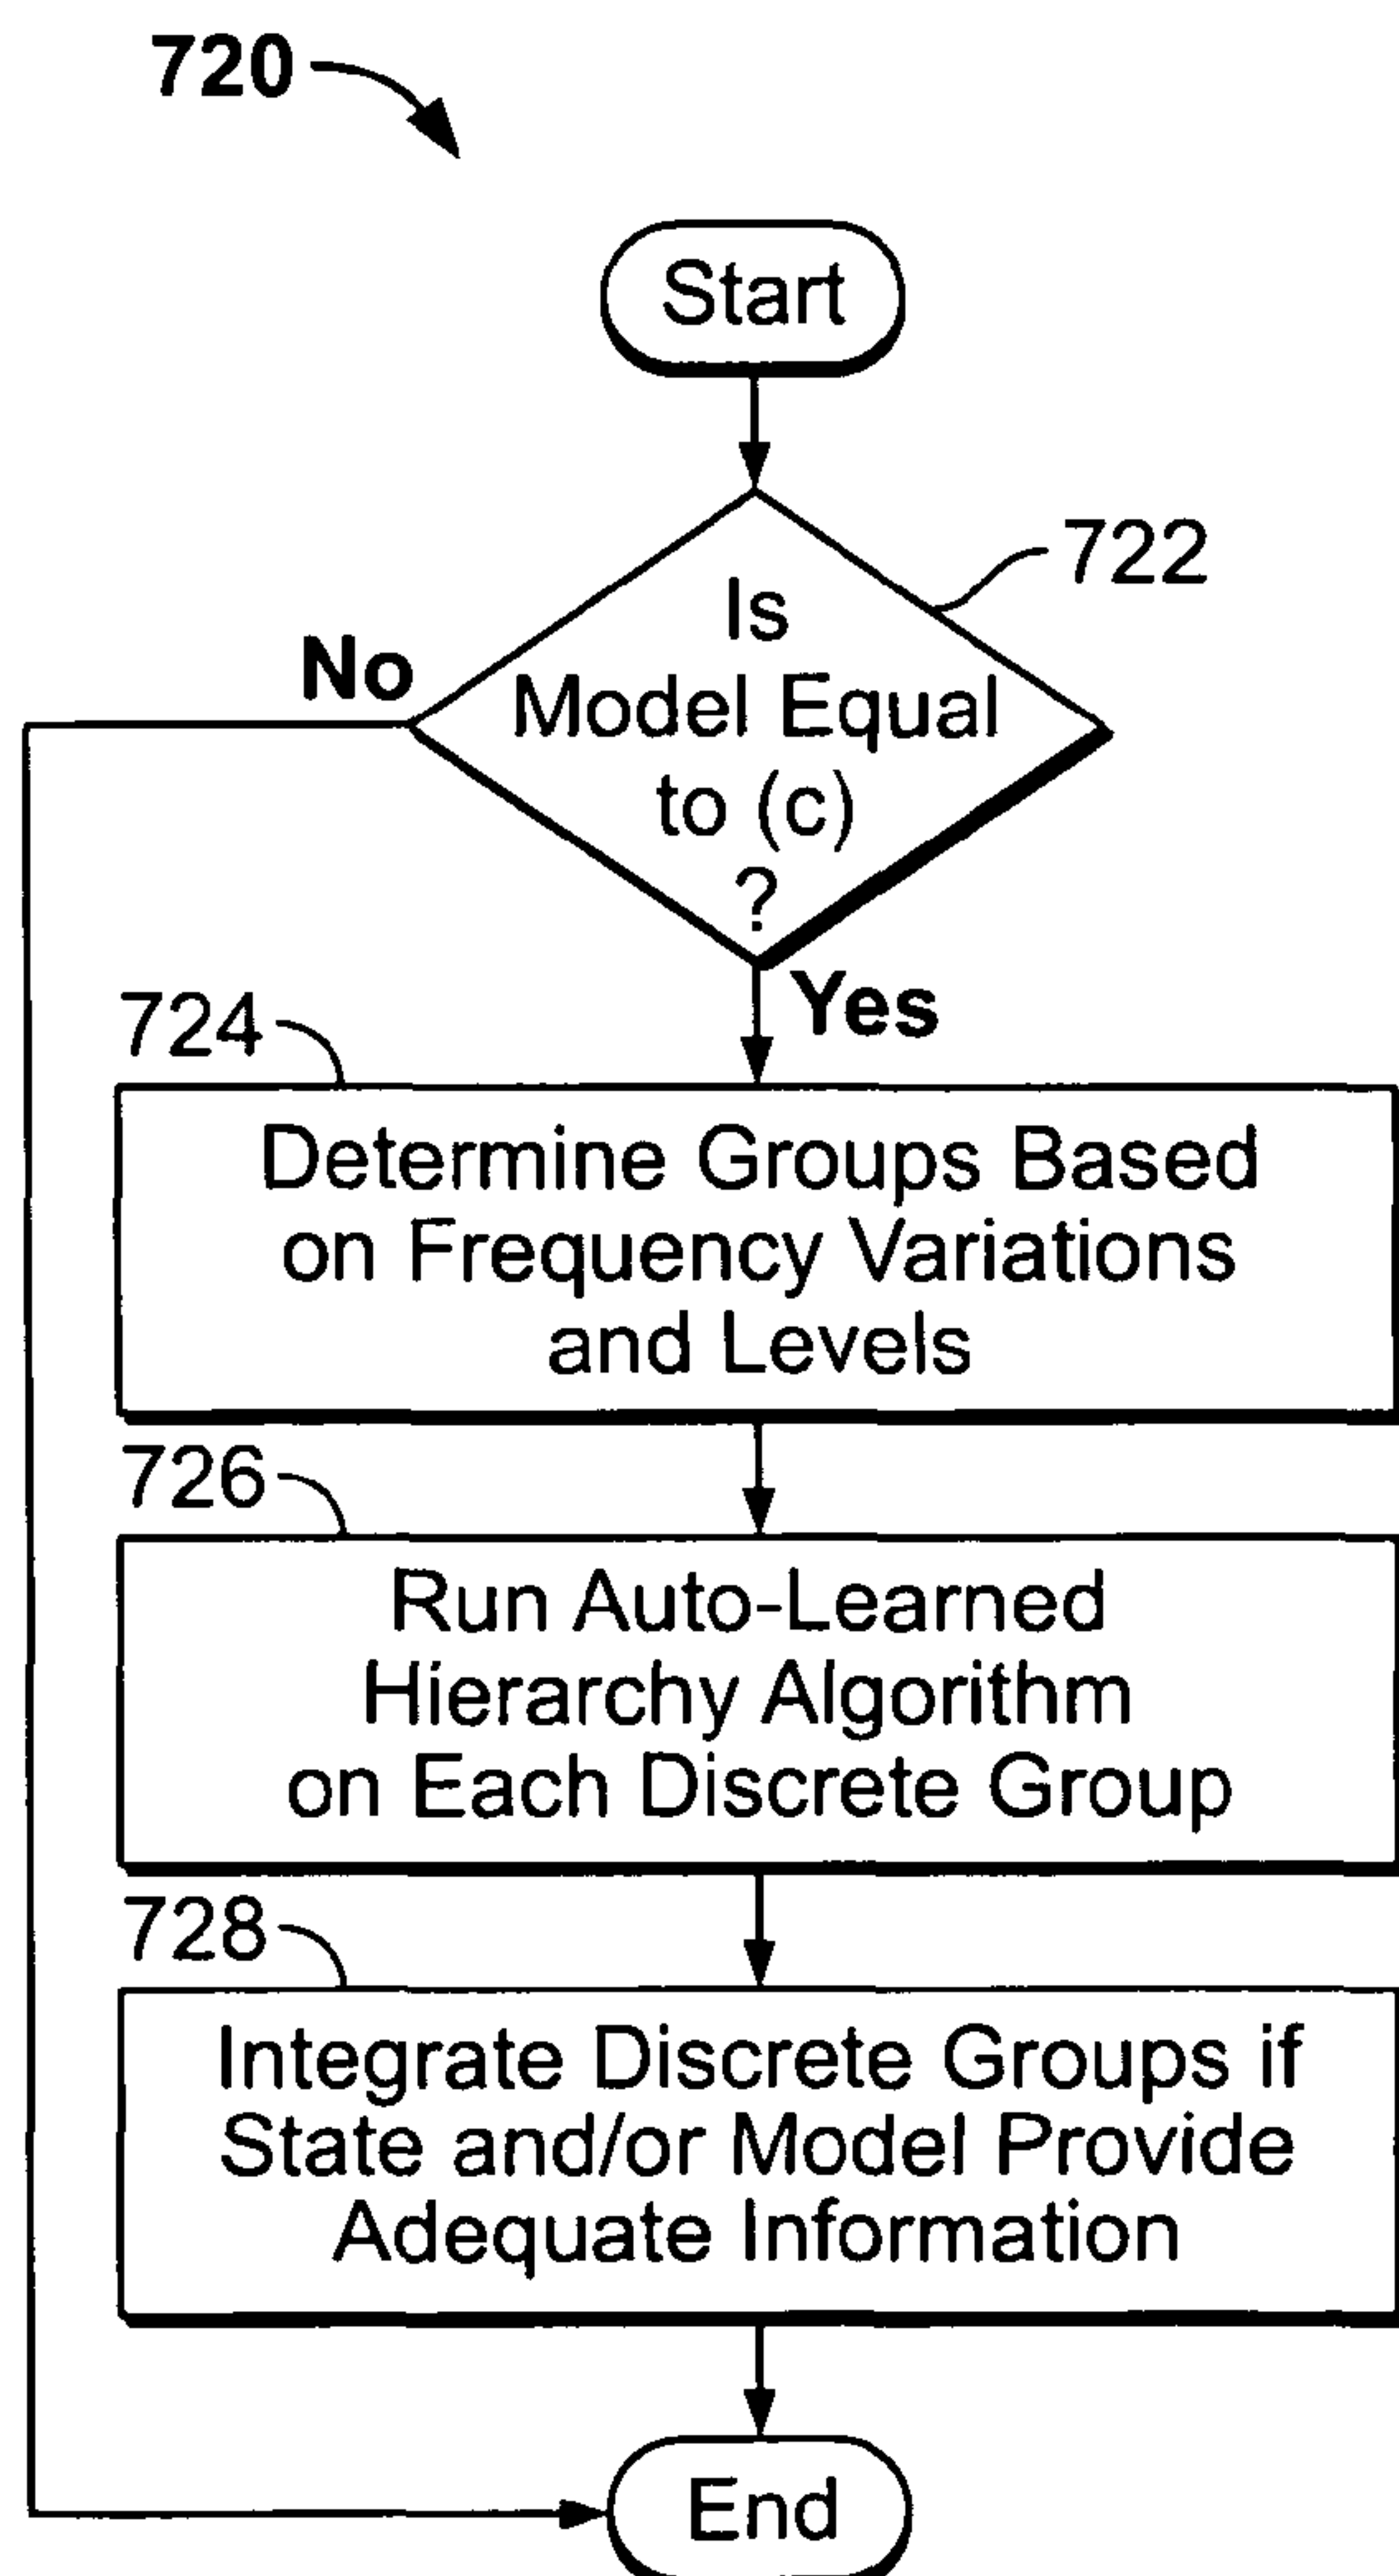 720
Start
722
Is
Model Equal
to (c)
?
No
Yes
724
Determine Groups Based
on Frequency Variations
and Levels
726
Run Auto-Learned
Hierarchy Algorithm
on Each Discrete Group
728
Integrate Discrete Groups if
State and/or Model Provide
Adequate Information
End